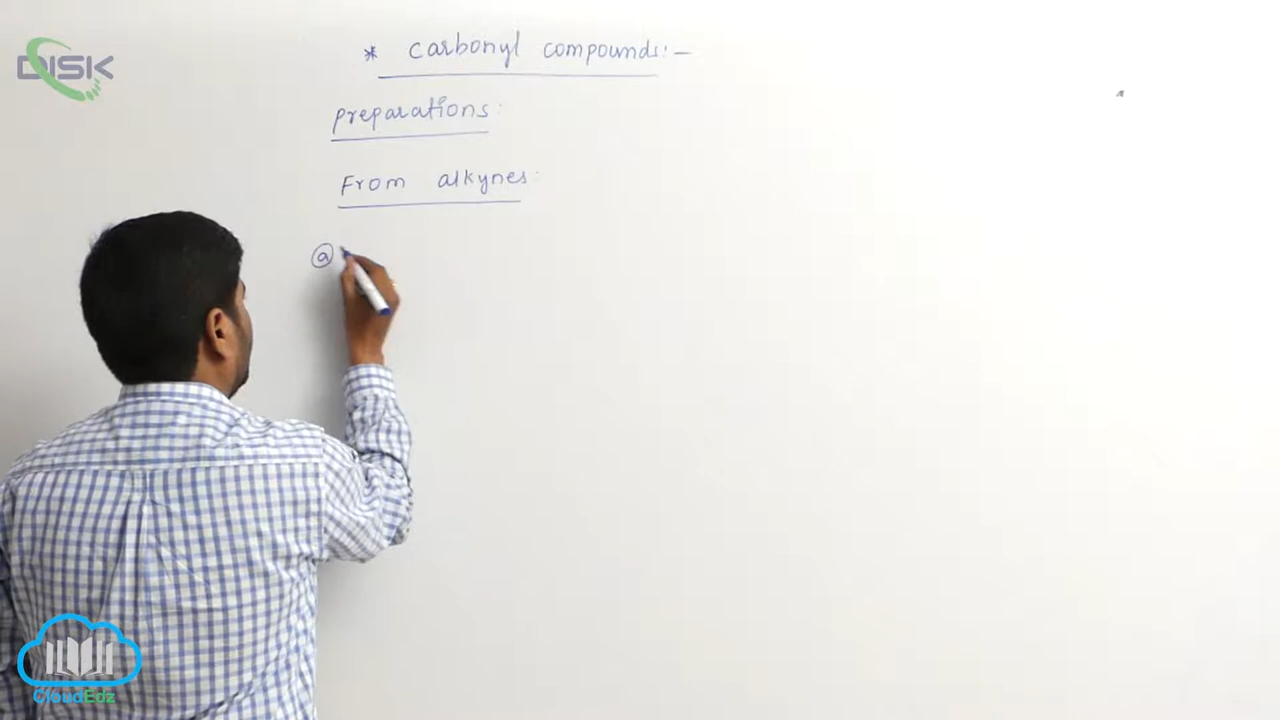 DISK
* carbonyl compounds:-
preparations:
From alkynes:
ⓐ
CloudEdz